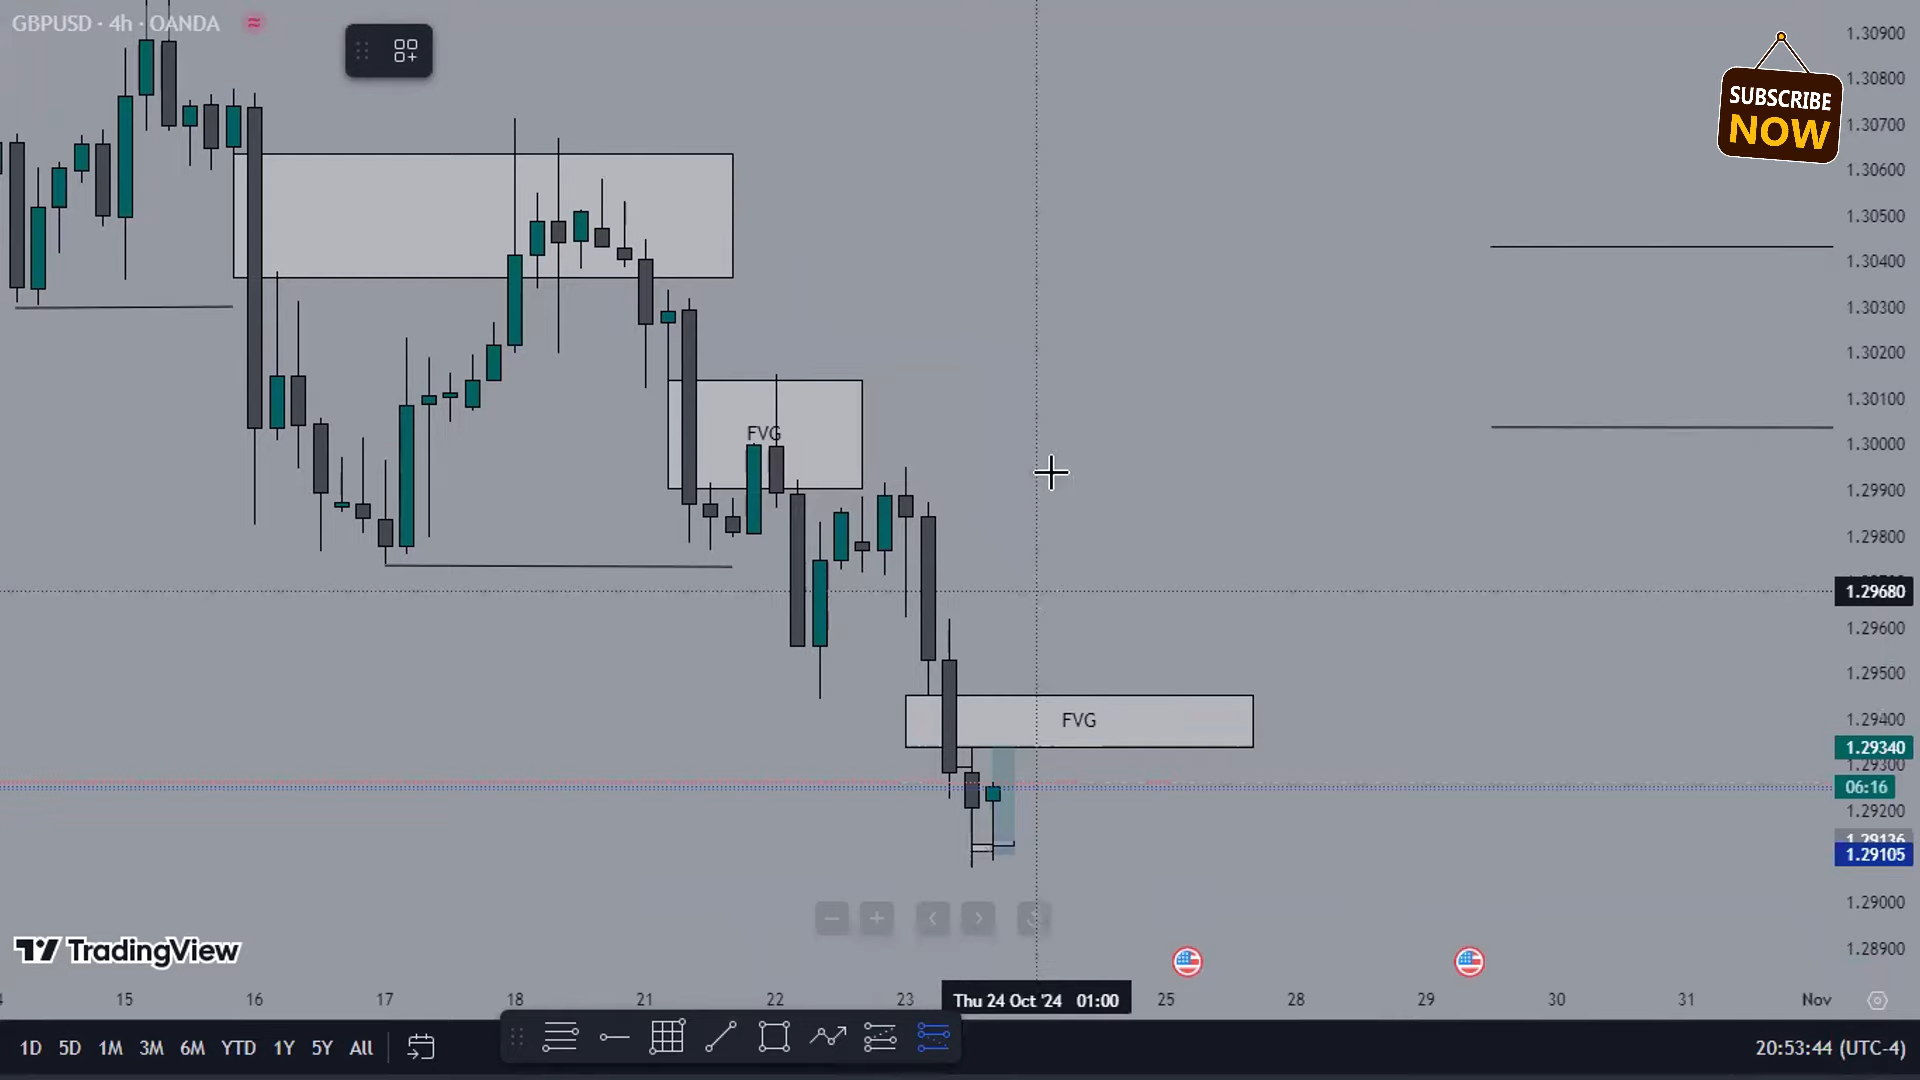 GBPUSD · 4h · OANDA
SUBSCRIBE
NOW
1.30900
1.30800
1.30700
1.30600
1.30500
1.30400
1.30300
1.30200
1.30100
1.30000
1.29900
1.29800
1.29680
1.29600
1.29500
1.29400
1.29340
1.29300
06:16
1.29200
1.29136
1.29105
1.29000
1.28900
FVG
FVG
TradingView
15 16 17 18 21 22 23 Thu 24 Oct '24 01:00 25 28 29 30 31 Nov
1D 5D 1M 3M 6M YTD 1Y 5Y All
20:53:44 (UTC-4)